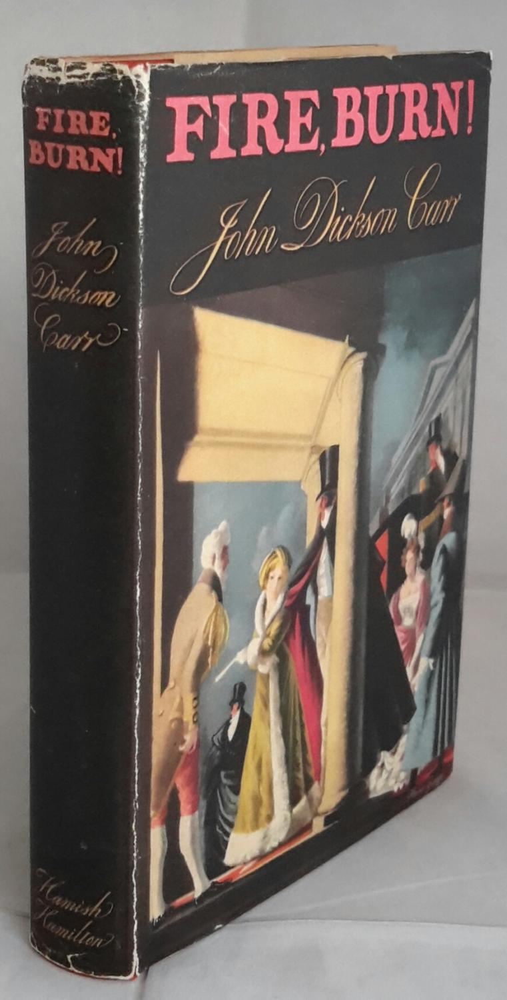 FIRE,
BURN!
John
Dickson
Carr
Hamish
Hamilton
FIRE, BURN!
John Dickson Carr